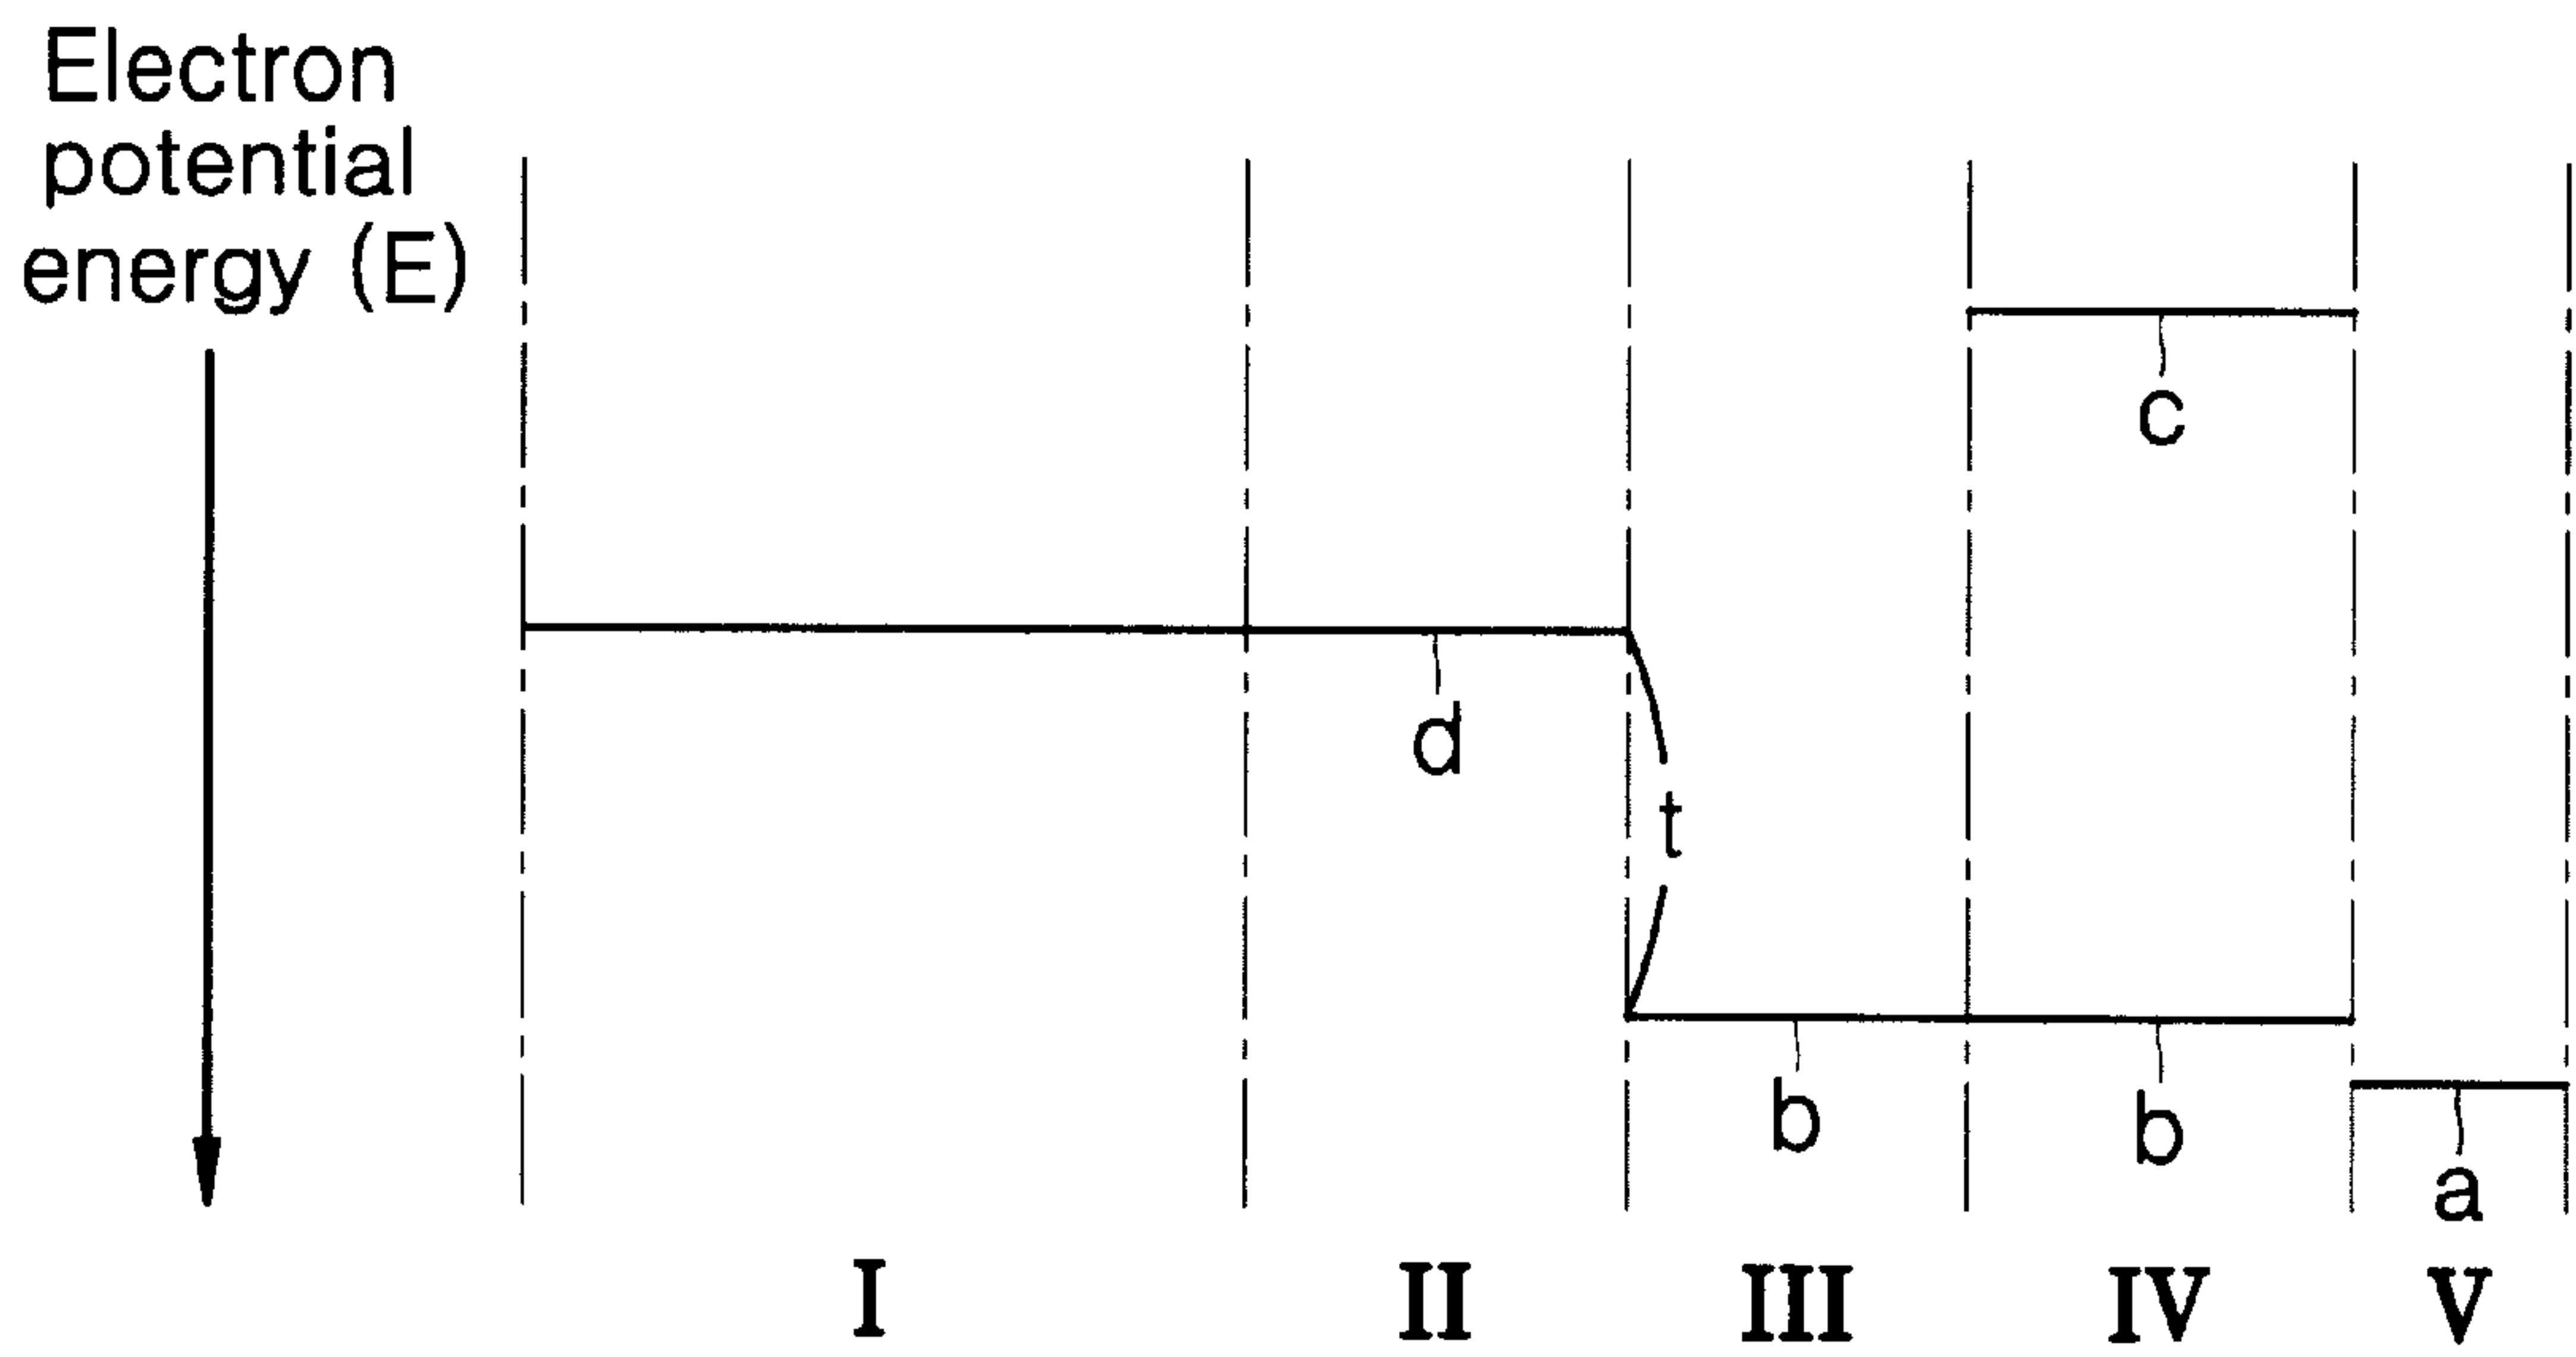 Electron
potential
energy (E)
c
d
t
b
b
a
I
II
III
IV
V